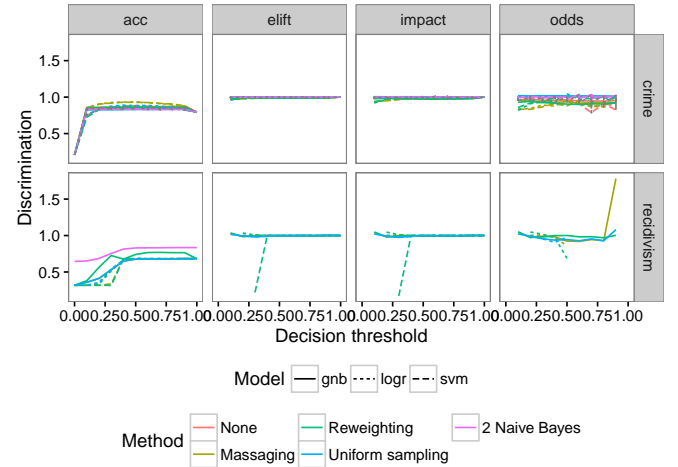 acc elift impact odds
1.5
1.0
0.5
crime
Discrimination
1.5
1.0
0.5
recidivism
0.000.250.500.751.00 0.000.250.500.751.00 0.000.250.500.751.00 0.000.250.500.751.00
Decision threshold
Model gnb logr svm
Method None Reweighting 2 Naive Bayes
Massaging Uniform sampling